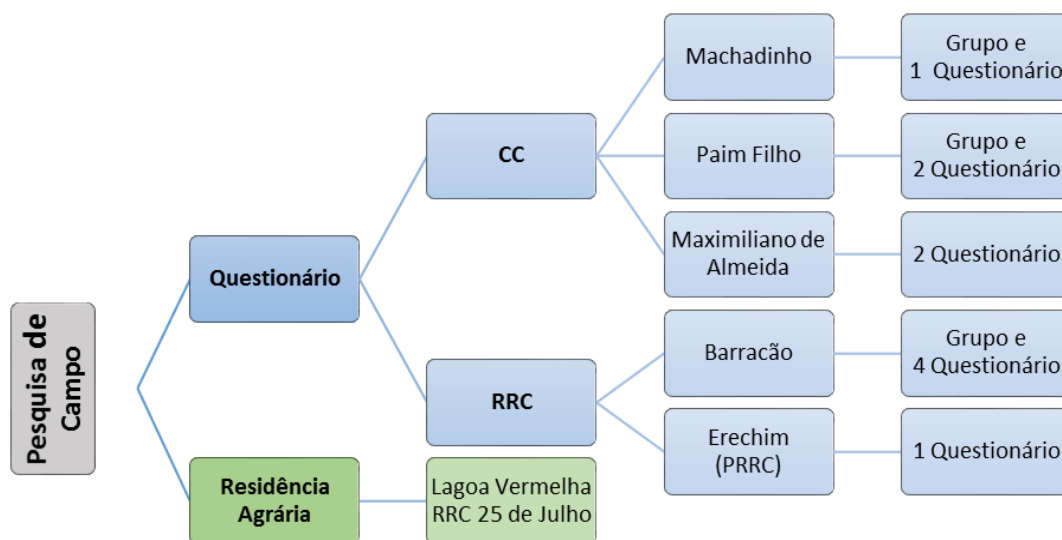 Pesquisa de
Campo
Questionário
Residência
Agrária
CC
RRC
Lagoa Vermelha
RRC 25 de Julho
Machadinho
Paim Filho
Maximiliano de
Almeida
Barracão
Erechim
(PRRC)
Grupo e
1 Questionário
Grupo e
2 Questionário
2 Questionário
Grupo e
4 Questionário
1 Questionário